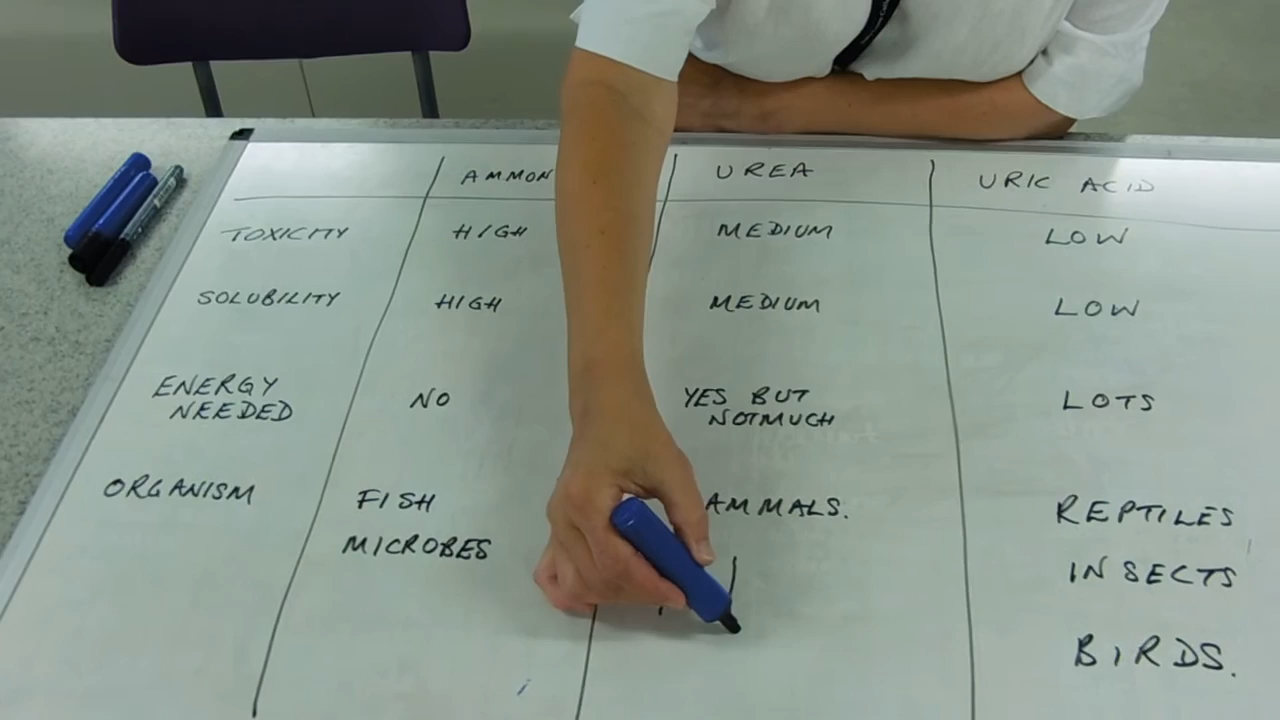 AMMON UREA URIC ACID
TOXICITY HIGH MEDIUM LOW
SOLUBILITY HIGH MEDIUM LOW
ENERGY NEEDED NO YES BUT NOTMUCH LOTS
ORGANISM FISH AMMALS. REPTILES
MICROBES INSECTS
BIRDS.